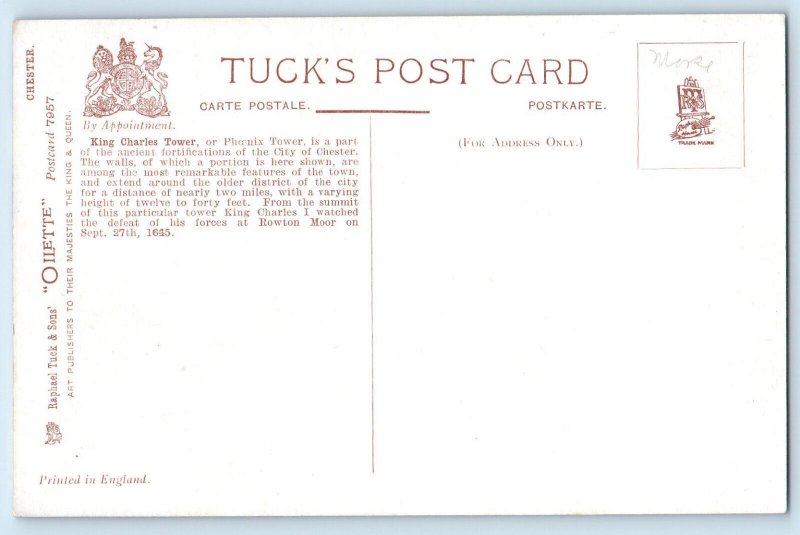 TUCK'S POST CARD
CARTE POSTALE. POSTKARTE.
By Appointment.
(FOR ADDRESS ONLY.)
King Charles Tower, or Phœnix Tower, is a part
of the ancient fortifications of the City of Chester.
The walls, of which a portion is here shown, are
among the most remarkable features of the town,
and extend around the older district of the city
for a distance of nearly two miles, with a varying
height of twelve to forty feet. From the summit
of this particular tower King Charles I watched
the defeat of his forces at Rowton Moor on
Sept. 27th, 1645.
CHESTER.
Raphael Tuck & Sons' "OILETTE" Postcard 7957
ART PUBLISHERS TO THEIR MAJESTIES THE KING & QUEEN.
Printed in England.
TRADE MARK